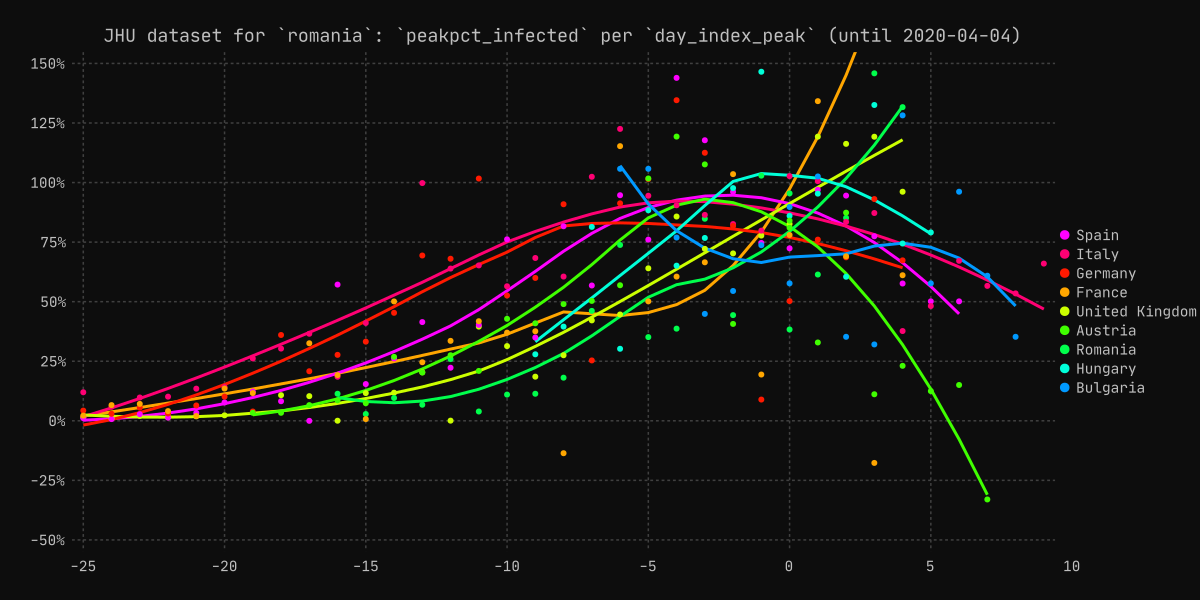 JHU dataset for `romania`: `peakpct_infected` per `day_index_peak` (until 2020-04-04)
150%
125%
100%
75%
50%
25%
0%
-25%
-50%
-25 -20 -15 -10 -5 0 5 10
Spain
Italy
Germany
France
United Kingdom
Austria
Romania
Hungary
Bulgaria